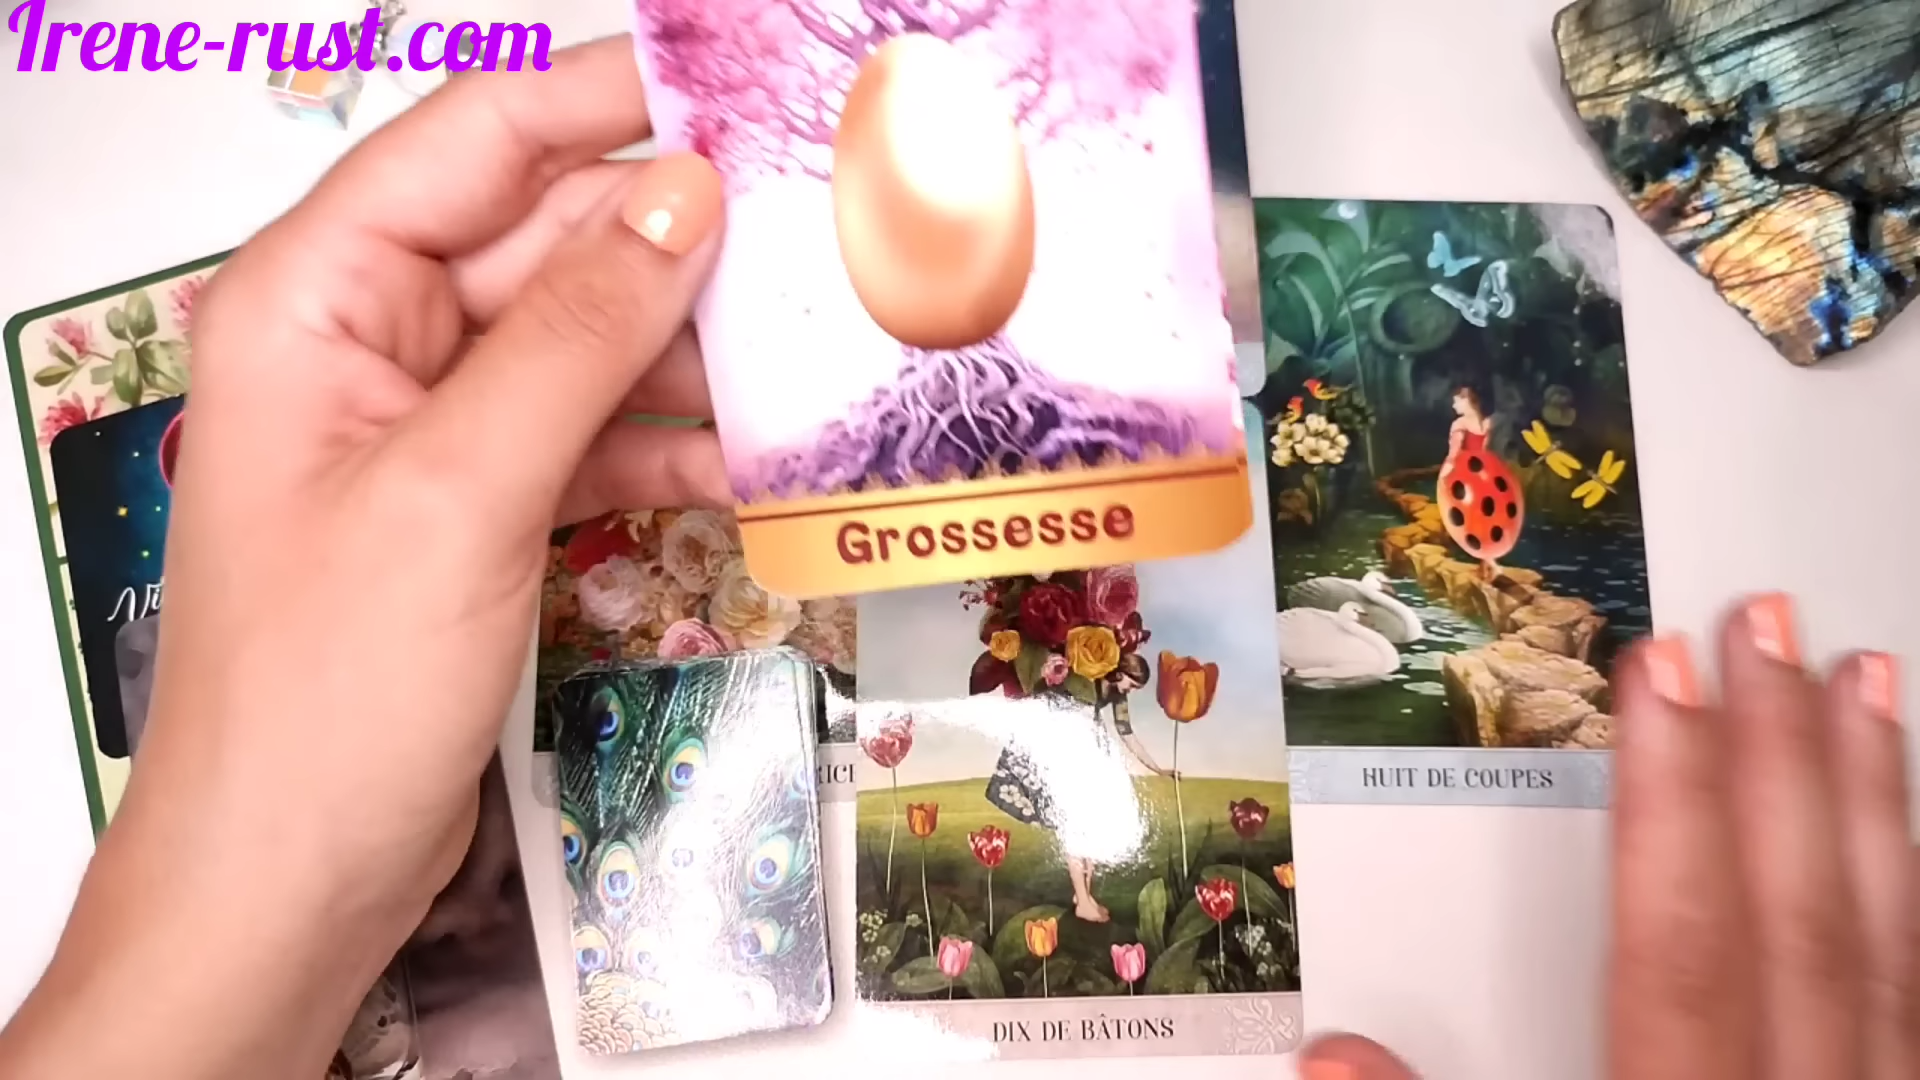 Irene-rust.com
Grossesse
HUIT DE COUPES
DIX DE BÂTONS